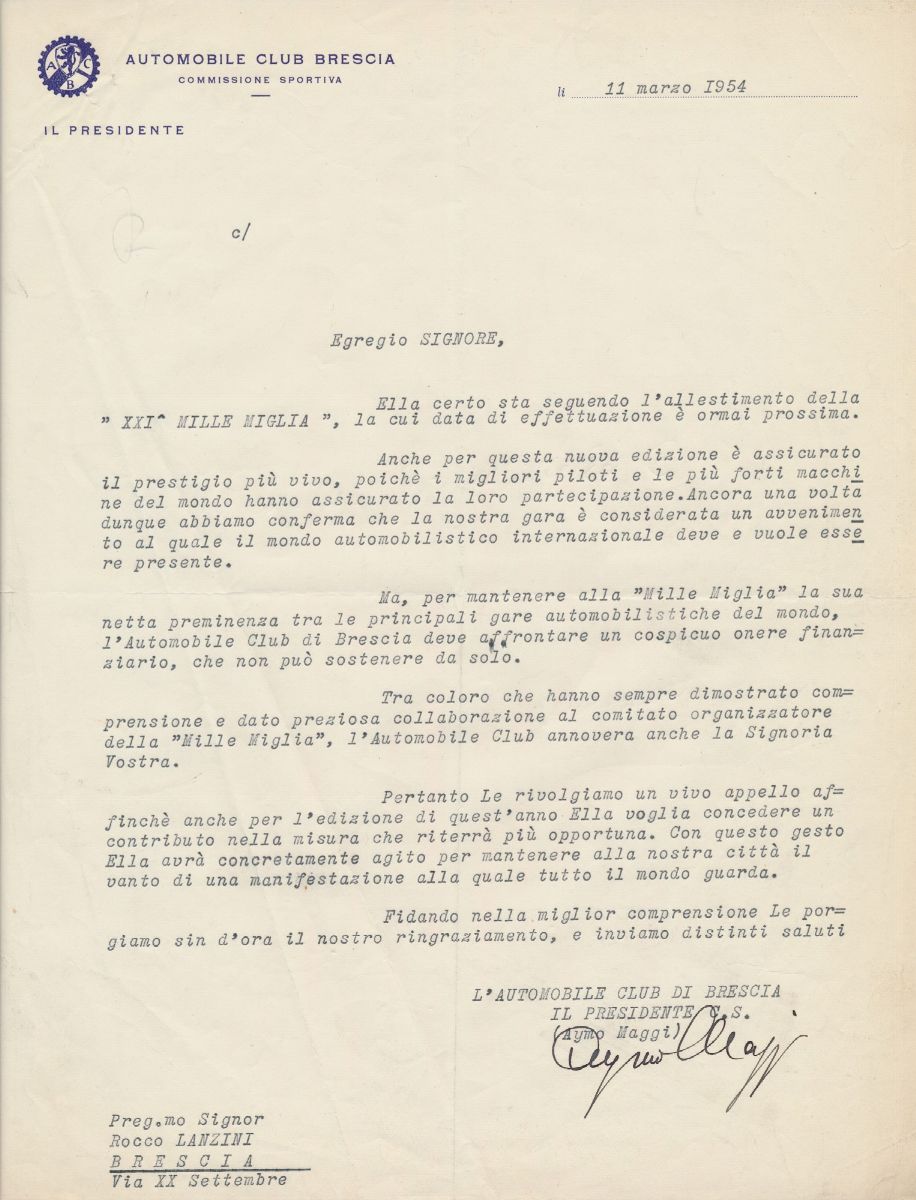 A B C
AUTOMOBILE CLUB BRESCIA
COMMISSIONE SPORTIVA
lì 11 marzo 1954
IL PRESIDENTE
c/
Egregio SIGNORE,
Ella certo sta seguendo l'allestimento della
" XXI^ MILLE MIGLIA ", la cui data di effettuazione è ormai prossima.
Anche per questa nuova edizione è assicurato
il prestigio più vivo, poichè i migliori piloti e le più forti macchi
ne del mondo hanno assicurato la loro partecipazione.Ancora una volta
dunque abbiamo conferma che la nostra gara è considerata un avvenimen
to al quale il mondo automobilistico internazionale deve e vuole esse
re presente.
Ma, per mantenere alla "Mille Miglia" la sua
netta preminenza tra le principali gare automobilistiche del mondo,
l'Automobile Club di Brescia deve affrontare un cospicuo onere finan=
ziario, che non può sostenere da solo.
Tra coloro che hanno sempre dimostrato com=
prensione e dato preziosa collaborazione al comitato organizzatore
della "Mille Miglia", l'Automobile Club annovera anche la Signoria
Vostra.
Pertanto Le rivolgiamo un vivo appello af=
finchè anche per l'edizione di quest'anno Ella voglia concedere un
contributo nella misura che riterrà più opportuna. Con questo gesto
Ella avrà concretamente agito per mantenere alla nostra città il
vanto di una manifestazione alla quale tutto il mondo guarda.
Fidando nella miglior comprensione Le por=
giamo sin d'ora il nostro ringraziamento, e inviamo distinti saluti
L'AUTOMOBILE CLUB DI BRESCIA
IL PRESIDENTE C.S.
(Aymo Maggi)
Aymo Maggi
Preg.mo Signor
Rocco LANZINI
B R E S C I A
Via XX Settembre